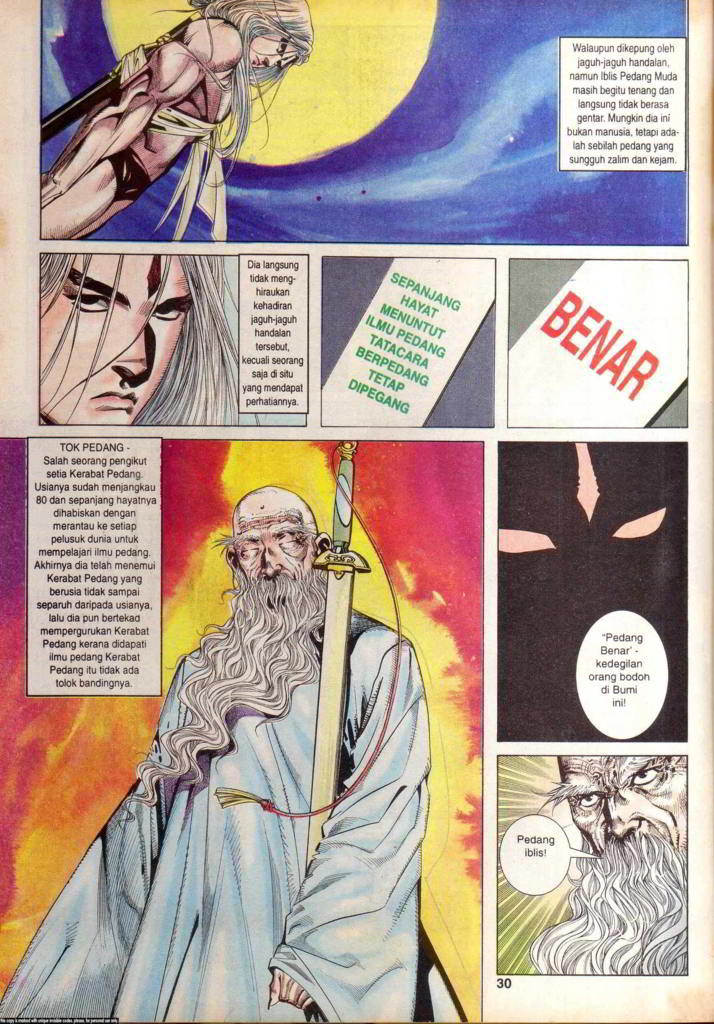 Walaupun dikepung oleh
jaguh-jaguh handalan,
namun Iblis Pedang Muda
masih begitu tenang dan
langsung tidak berasa
gentar. Mungkin dia ini
bukan manusia, tetapi ada-
lah sebilah pedang yang
sungguh zalim dan kejam.
Dia langsung
tidak meng-
hiraukan
kehadiran
jaguh-jaguh
handalan
tersebut,
kecuali seorang
saja di situ
yang mendapat
perhatiannya.
SEPANJANG
HAYAT
MENUNTUT
ILMU PEDANG
TATACARA
BERPEDANG
TETAP
DIPEGANG
BENAR
TOK PEDANG -
Salah seorang pengikut
setia Kerabat Pedang.
Usianya sudah menjangkau
80 dan sepanjang hayatnya
dihabiskan dengan
merantau ke setiap
pelusuk dunia untuk
mempelajari ilmu pedang.
Akhirnya dia telah menemui
Kerabat Pedang yang
berusia tidak sampai
separuh daripada usianya,
lalu dia pun bertekad
mempergurukan Kerabat
Pedang kerana didapati
ilmu pedang Kerabat
Pedang itu tidak ada
tolok bandingnya.
"Pedang
Benar' -
kedegilan
orang bodoh
di Bumi
ini!
Pedang
iblis!
30